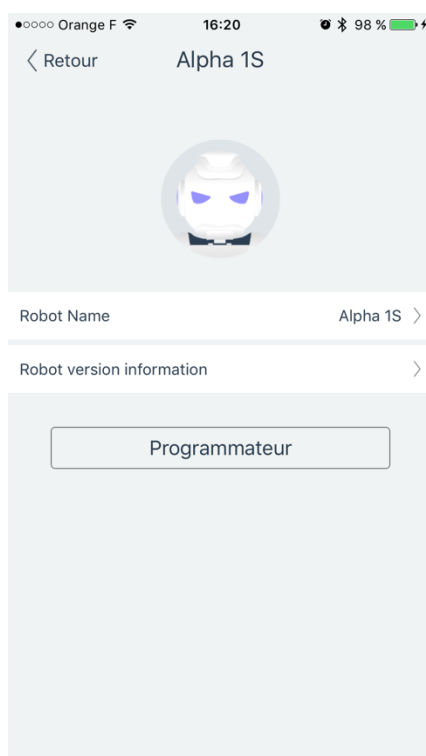 Orange F 16:20 98 %
Retour Alpha 1S
Robot Name Alpha 1S
Robot version information
Programmateur